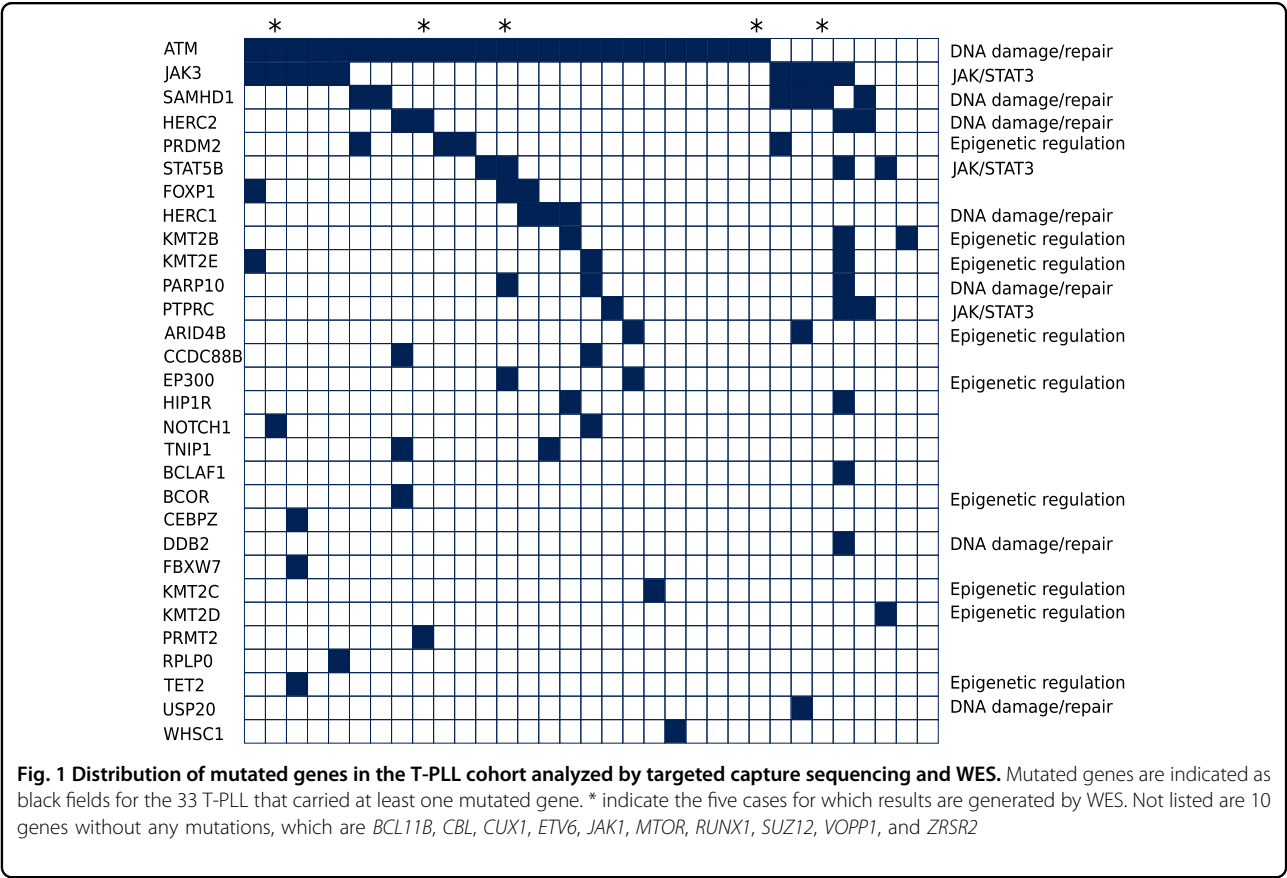 * * * * *
ATM DNA damage/repair
JAK3 JAK/STAT3
SAMHD1 DNA damage/repair
HERC2 DNA damage/repair
PRDM2 Epigenetic regulation
STAT5B JAK/STAT3
FOXP1
HERC1 DNA damage/repair
KMT2B Epigenetic regulation
KMT2E Epigenetic regulation
PARP10 DNA damage/repair
PTPRC JAK/STAT3
ARID4B Epigenetic regulation
CCDC88B
EP300 Epigenetic regulation
HIP1R
NOTCH1
TNIP1
BCLAF1
BCOR Epigenetic regulation
CEBPZ
DDB2 DNA damage/repair
FBXW7
KMT2C Epigenetic regulation
KMT2D Epigenetic regulation
PRMT2
RPLP0
TET2 Epigenetic regulation
USP20 DNA damage/repair
WHSC1
Fig. 1 Distribution of mutated genes in the T-PLL cohort analyzed by targeted capture sequencing and WES. Mutated genes are indicated as
black fields for the 33 T-PLL that carried at least one mutated gene. * indicate the five cases for which results are generated by WES. Not listed are 10
genes without any mutations, which are BCL11B, CBL, CUX1, ETV6, JAK1, MTOR, RUNX1, SUZ12, VOPP1, and ZRSR2